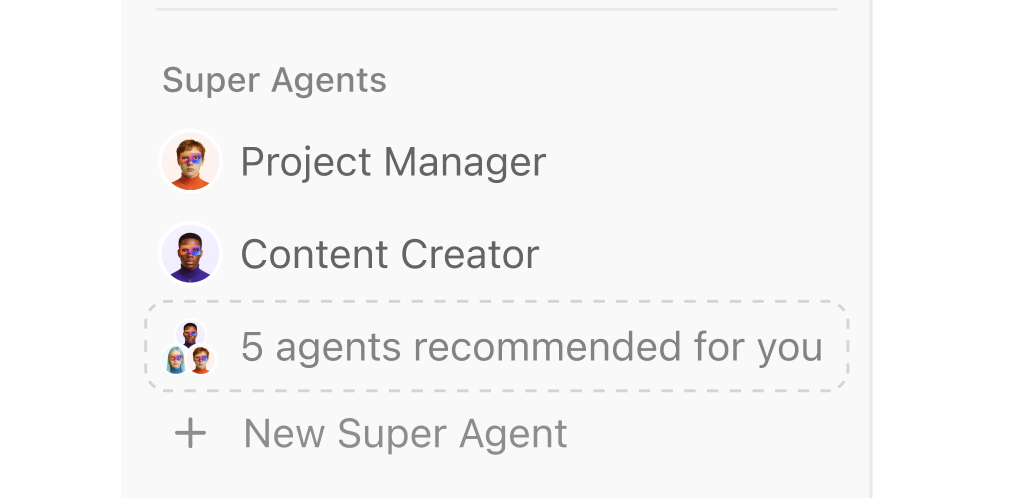 Super Agents
Project Manager
Content Creator
5 agents recommended for you
+ New Super Agent